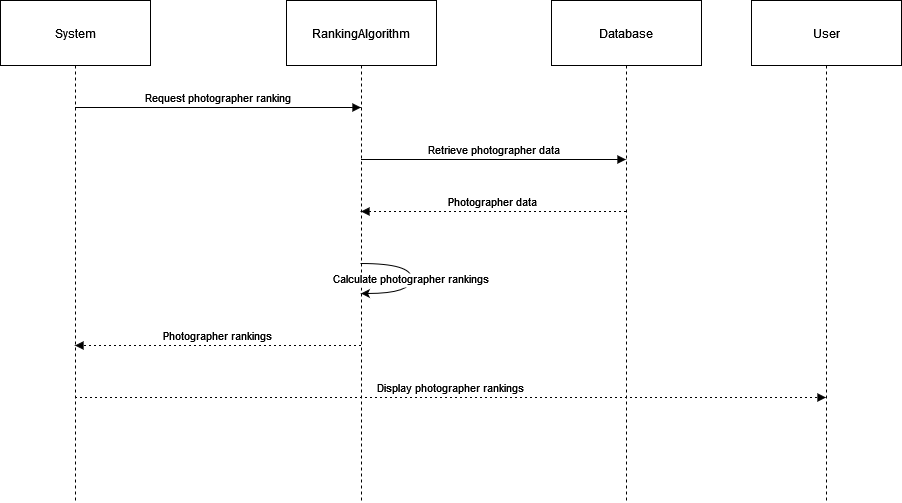 System
RankingAlgorithm
Database
User
Request photographer ranking
Retrieve photographer data
Photographer data
Calculate photographer rankings
Photographer rankings
Display photographer rankings